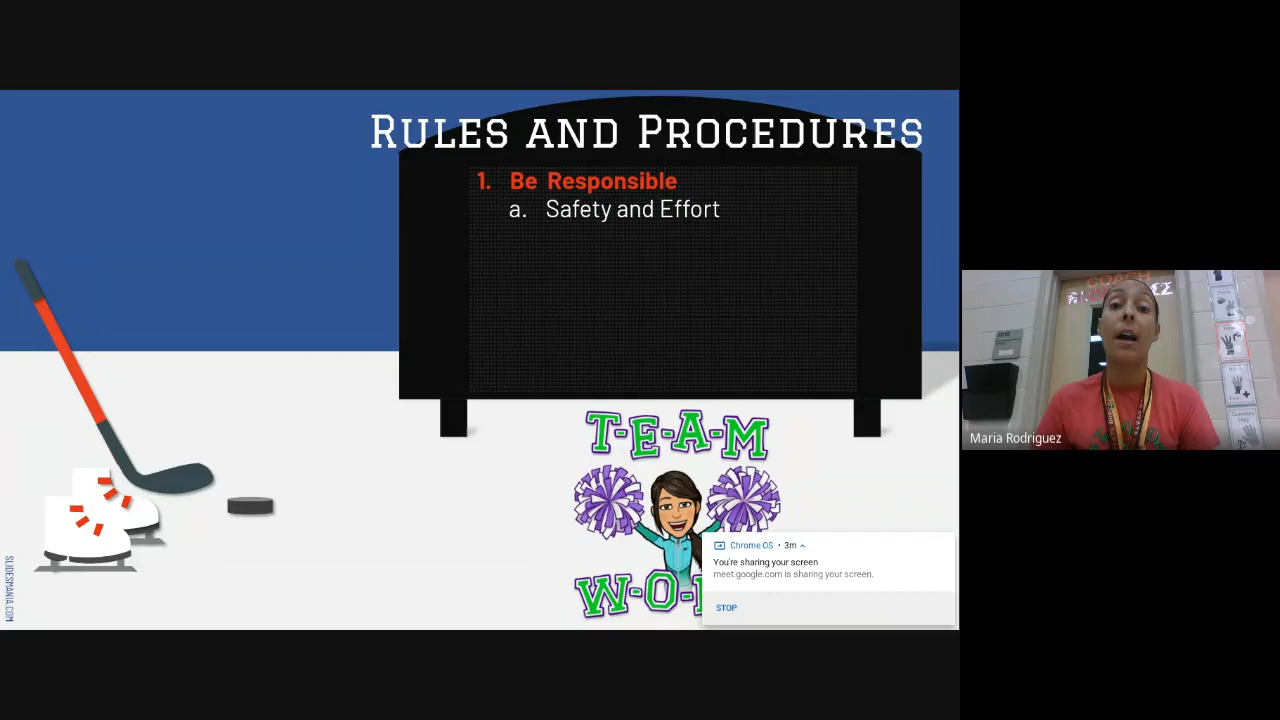 Rules and Procedures
1. Be Responsible
a. Safety and Effort
T-E-A-M
W-O-
Chrome OS • 3m
You're sharing your screen
meet.google.com is sharing your screen.
STOP
SLIDESMANIA.COM
COACH
Maria Rodriguez